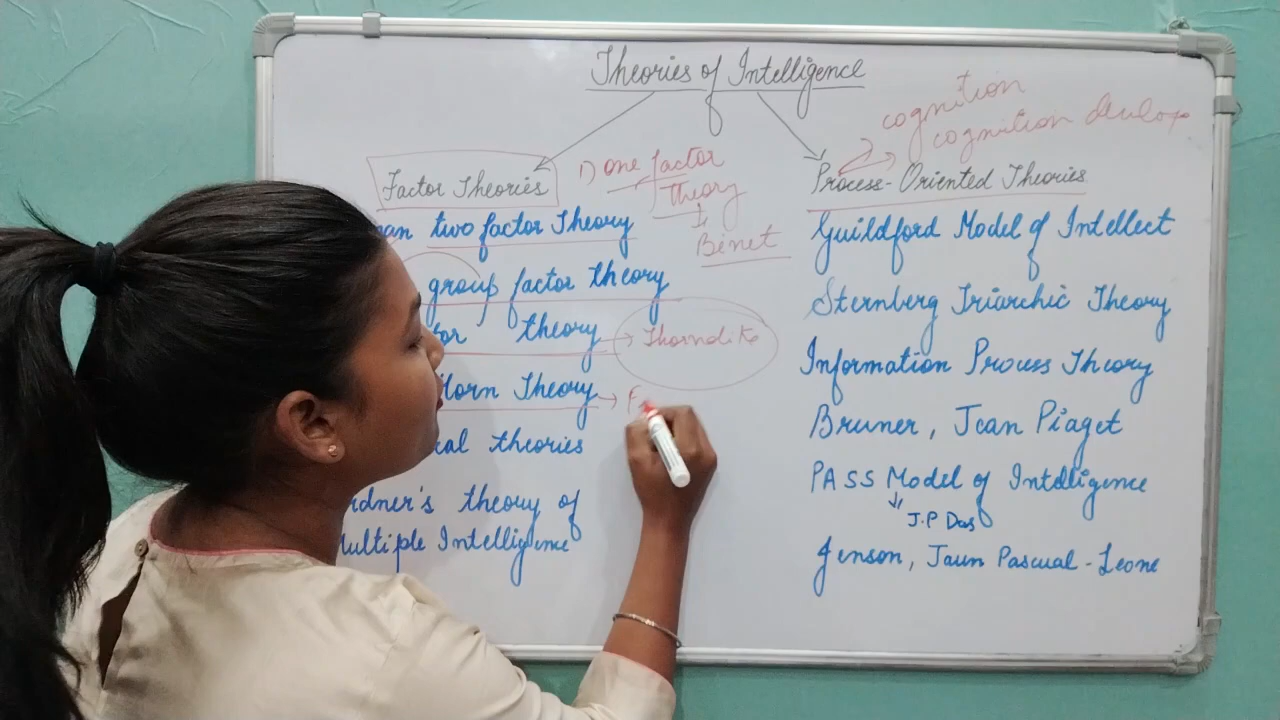 Theories of Intelligence
cognition
cognition
Factor Theories
1) one factor
theory
Binet
Process-Oriented Theories
two factor Theory
group factor theory
theory → Thorndike
Theory →
theories
theory of
Multiple Intelligence
Guildford Model of Intellect
Sternberg Triarchic Theory
Information Process Theory
Bruner, Jean Piaget
PASS Model of Intelligence
J.P Das
Jenson, Jaun Pascual-Leone